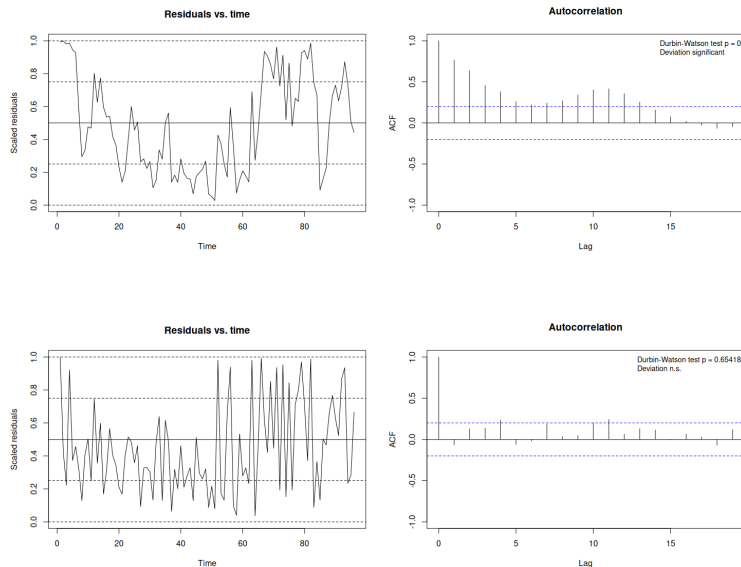 Residuals vs. time
Scaled residuals
0.0 0.2 0.4 0.6 0.8 1.0
0 20 40 60 80
Time
Autocorrelation
Durbin-Watson test p = 0
Deviation significant
ACF
-1.0 -0.5 0.0 0.5 1.0
0 5 10 15
Lag
Residuals vs. time
Scaled residuals
0.0 0.2 0.4 0.6 0.8 1.0
0 20 40 60 80
Time
Autocorrelation
Durbin-Watson test p = 0.65418
Deviation n.s.
ACF
-1.0 -0.5 0.0 0.5 1.0
0 5 10 15
Lag